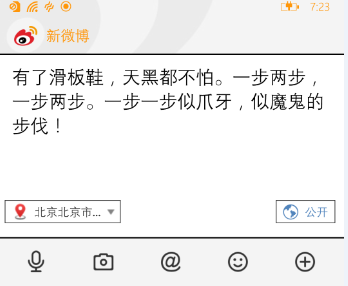 7:23
新微博
有了滑板鞋，天黑都不怕。一步两步，
一步两步。一步一步似爪牙，似魔鬼的
步伐！
北京北京市...
公开